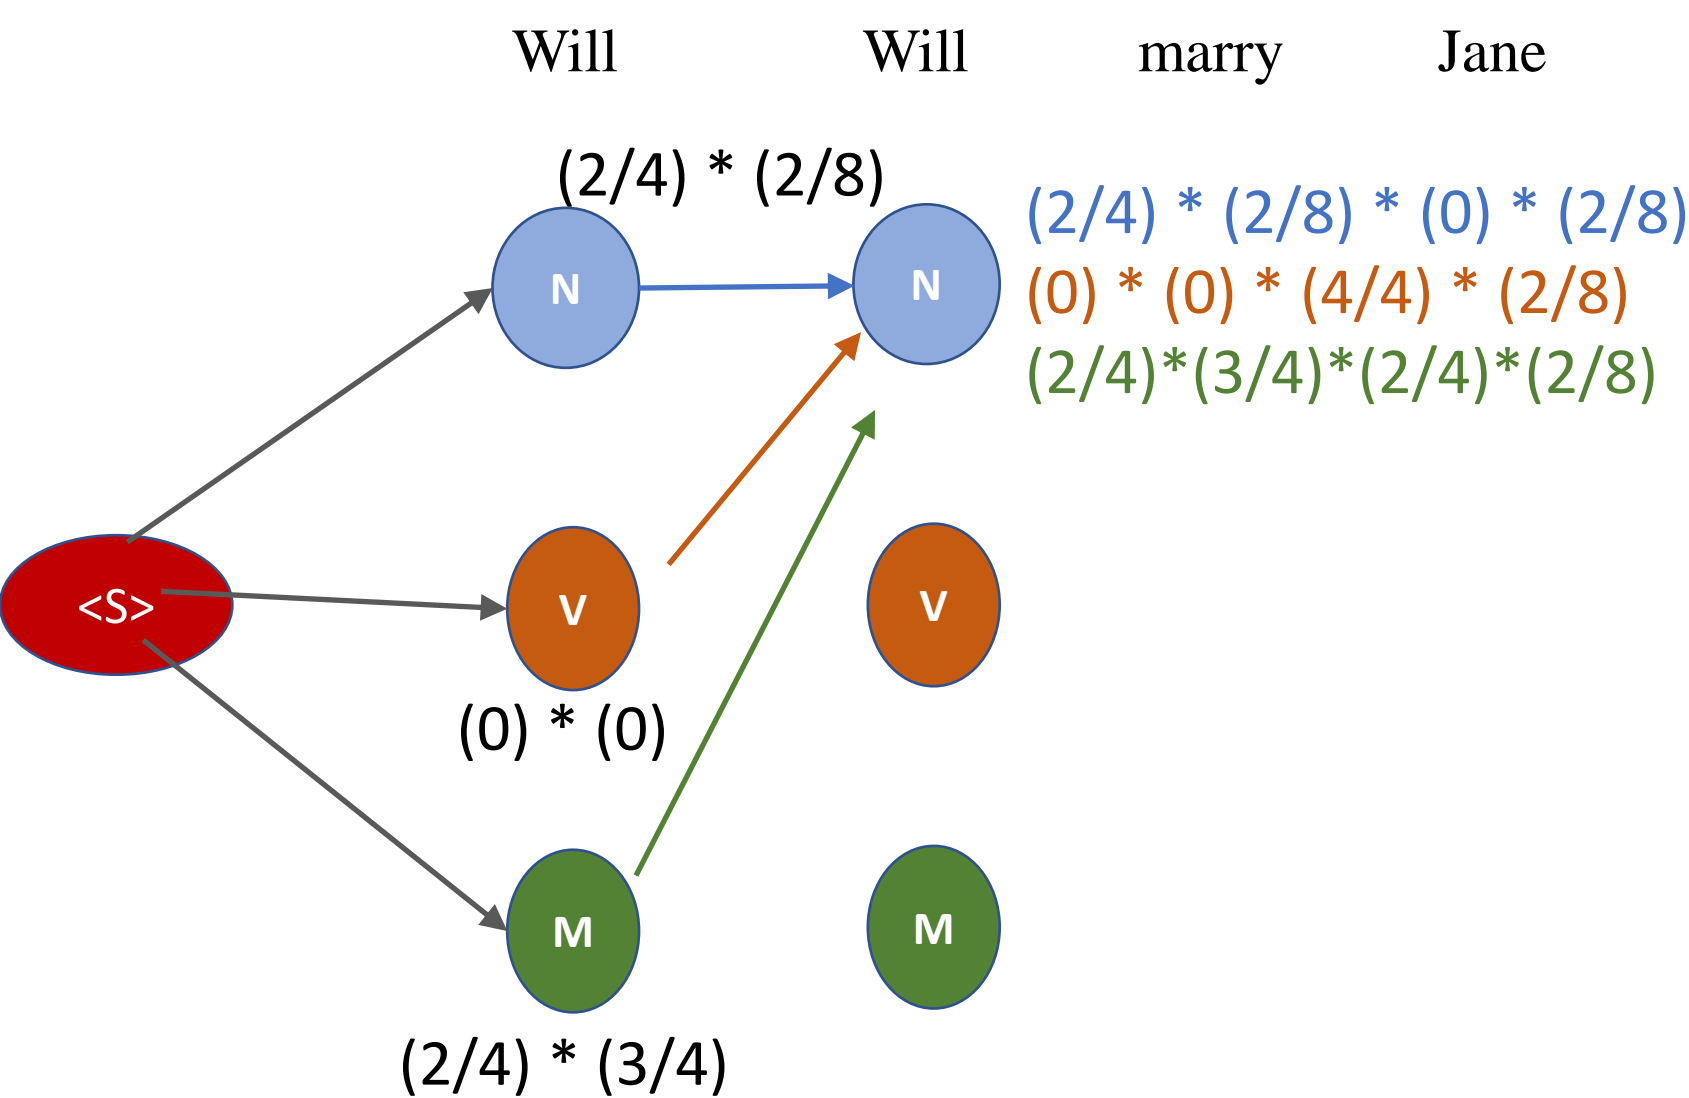 Will Will marry Jane
(2/4) * (2/8)
(2/4) * (2/8) * (0) * (2/8)
N N
(0) * (0) * (4/4) * (2/8)
(2/4)*(3/4)*(2/4)*(2/8)
<S> V V
(0) * (0)
M M
(2/4) * (3/4)